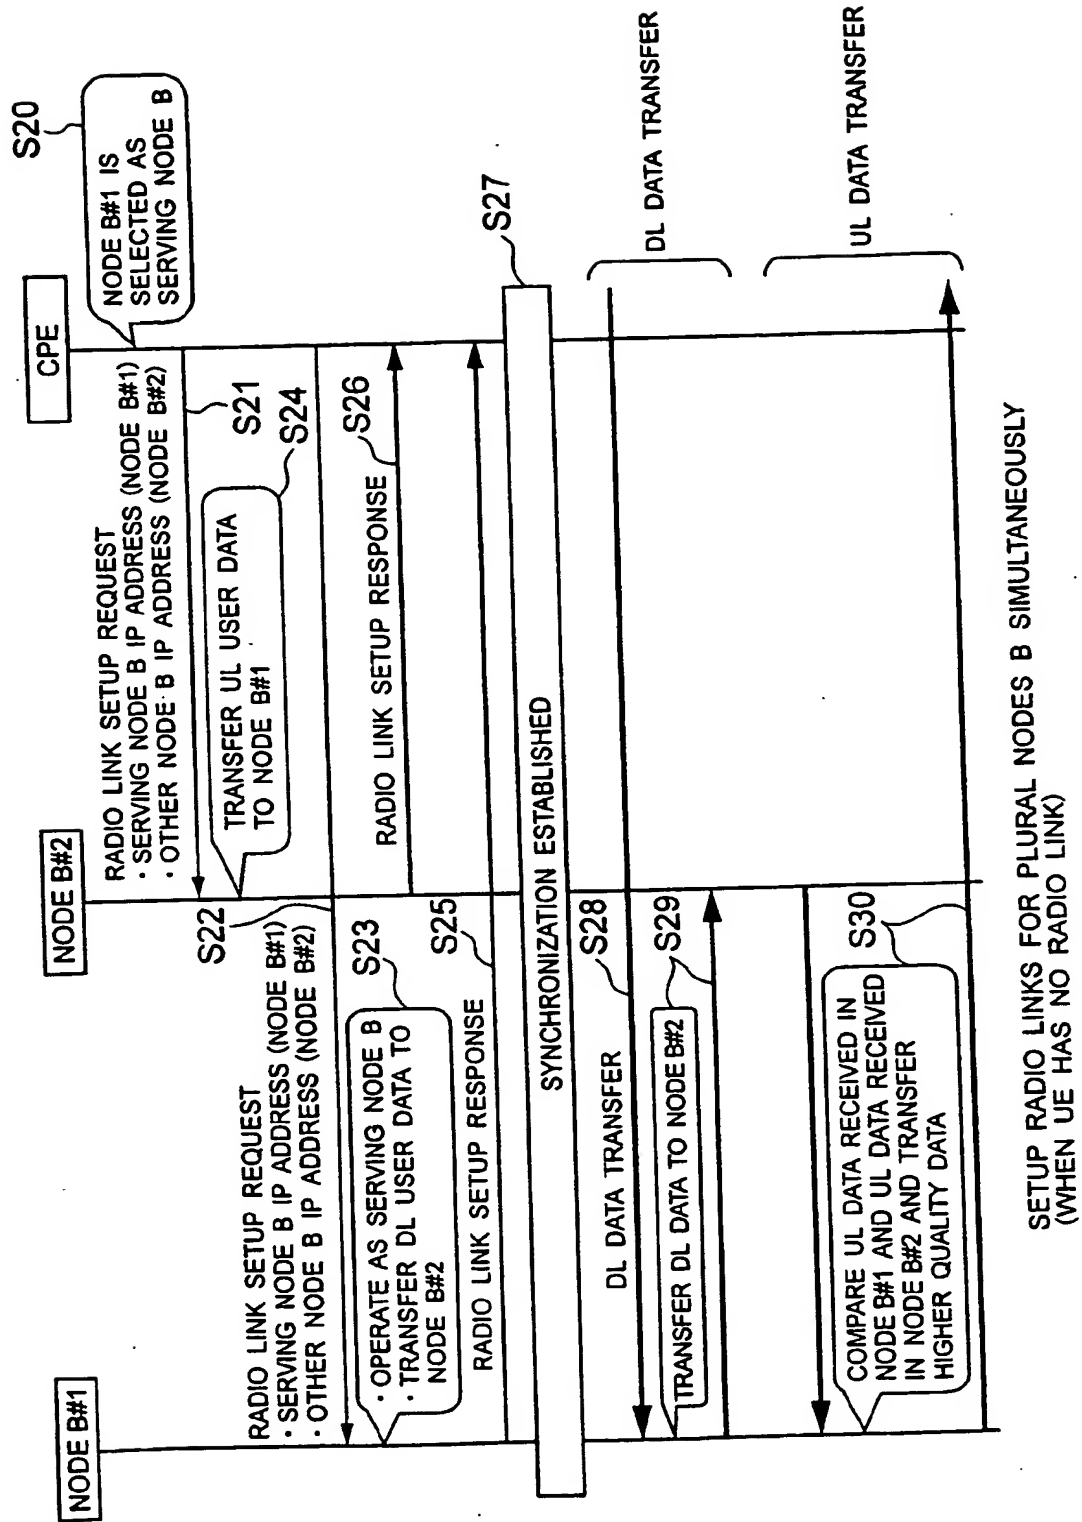 NODE B#1
NODE B#2
CPE
S20
NODE B#1 IS
SELECTED AS
SERVING NODE B
RADIO LINK SETUP REQUEST
· SERVING NODE B IP ADDRESS (NODE B#1)
· OTHER NODE B IP ADDRESS (NODE B#2)
S21
S24
TRANSFER UL USER DATA
TO NODE B#1
S22
RADIO LINK SETUP REQUEST
· SERVING NODE B IP ADDRESS (NODE B#1)
· OTHER NODE B IP ADDRESS (NODE B#2)
S23
· OPERATE AS SERVING NODE B
· TRANSFER DL USER DATA TO
NODE B#2
S26
RADIO LINK SETUP RESPONSE
S25
RADIO LINK SETUP RESPONSE
S27
SYNCHRONIZATION ESTABLISHED
S28
DL DATA TRANSFER
DL DATA TRANSFER
S29
TRANSFER DL DATA TO NODE B#2
UL DATA TRANSFER
S30
COMPARE UL DATA RECEIVED IN
NODE B#1 AND UL DATA RECEIVED
IN NODE B#2 AND TRANSFER
HIGHER QUALITY DATA
SETUP RADIO LINKS FOR PLURAL NODES B SIMULTANEOUSLY
(WHEN UE HAS NO RADIO LINK)